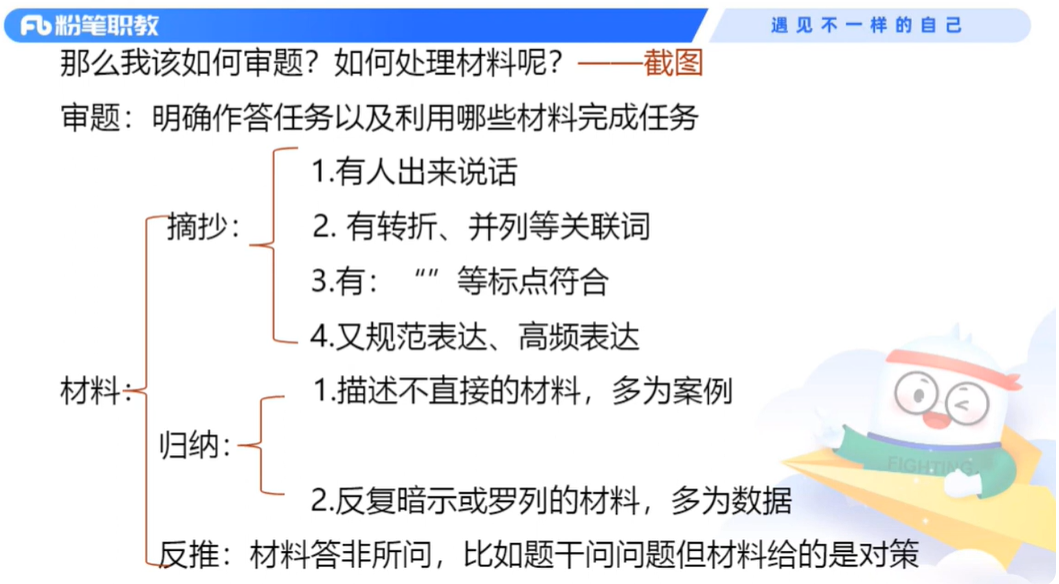 粉笔职教
遇见不一样的自己
那么我该如何审题？如何处理材料呢？——截图
审题：明确作答任务以及利用哪些材料完成任务
1.有人出来说话
摘抄：
2. 有转折、并列等关联词
3.有：“”等标点符合
4.又规范表达、高频表达
材料：
1.描述不直接的材料，多为案例
归纳：
2.反复暗示或罗列的材料，多为数据
反推：材料答非所问，比如题干问问题但材料给的是对策
FIGHTING